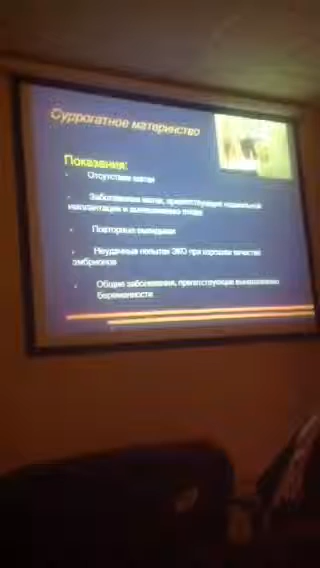 Суррогатное материнство
Показания:
Отсутствие матки
Заболевания матки, препятствующие нормальной
имплантации и вынашиванию плода
Повторные выкидыши
Неудачные попытки ЭКО при хорошем качестве
эмбрионов
Общие заболевания, препятствующие вынашиванию
беременности